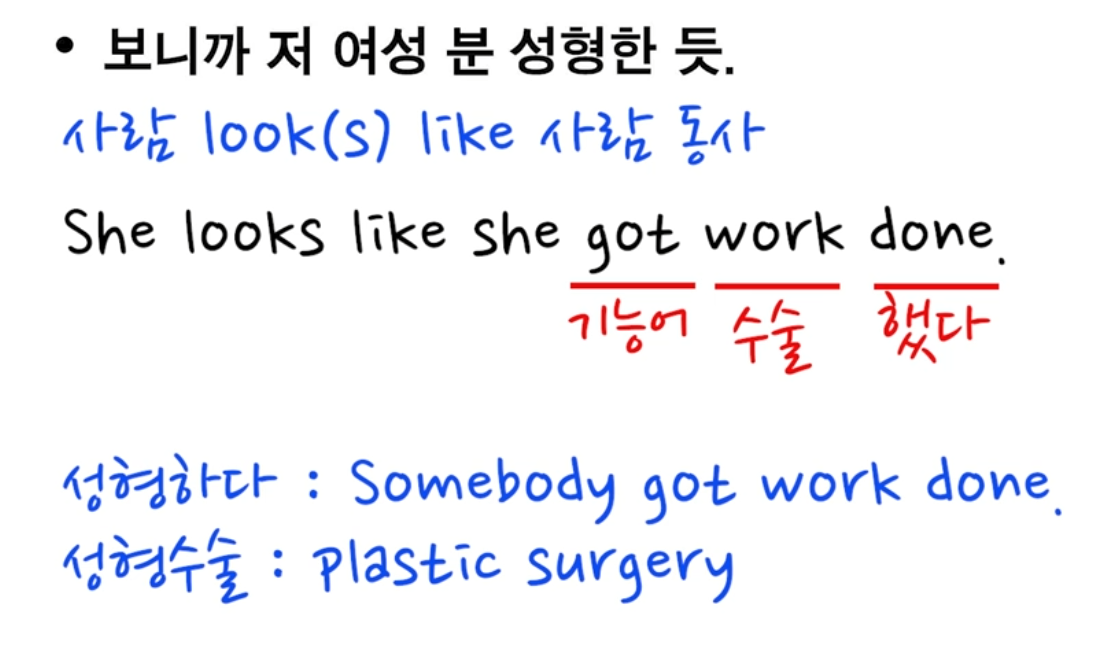 • 보니까 저 여성 분 성형한 듯.
사람 look(s) like 사람 동사
She looks like she got work done.
기능어 수술 했다
성형하다 : Somebody got work done.
성형수술 : plastic surgery